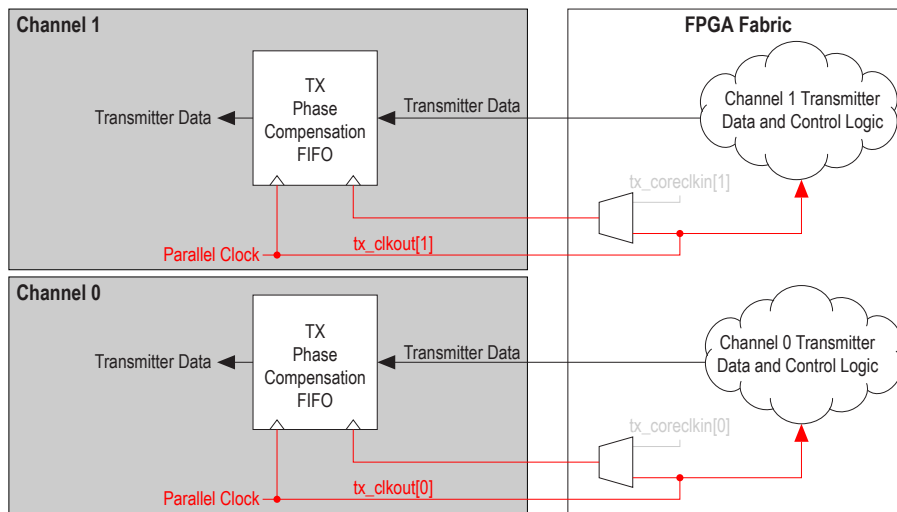 Channel 1
FPGA Fabric
TX
Phase
Compensation
FIFO
Transmitter Data
Transmitter Data
Channel 1 Transmitter
Data and Control Logic
tx_coreclkin[1]
tx_clkout[1]
Parallel Clock
Channel 0
TX
Phase
Compensation
FIFO
Transmitter Data
Transmitter Data
Channel 0 Transmitter
Data and Control Logic
tx_coreclkin[0]
tx_clkout[0]
Parallel Clock